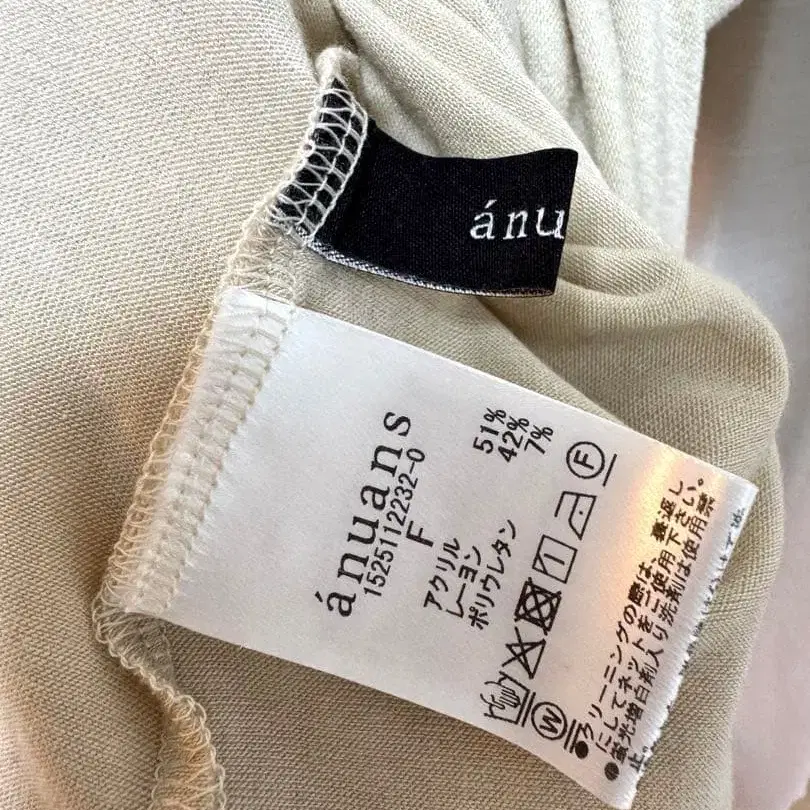 ánu
ánuans
1525112232-0
F
アクリル 51%
レーヨン 42%
ポリウレタン 7%
F
W
●クリーニングの際は、裏返し
にしてネットをご使用下さい。
●蛍光増白剤入り洗剤は使用禁
止。